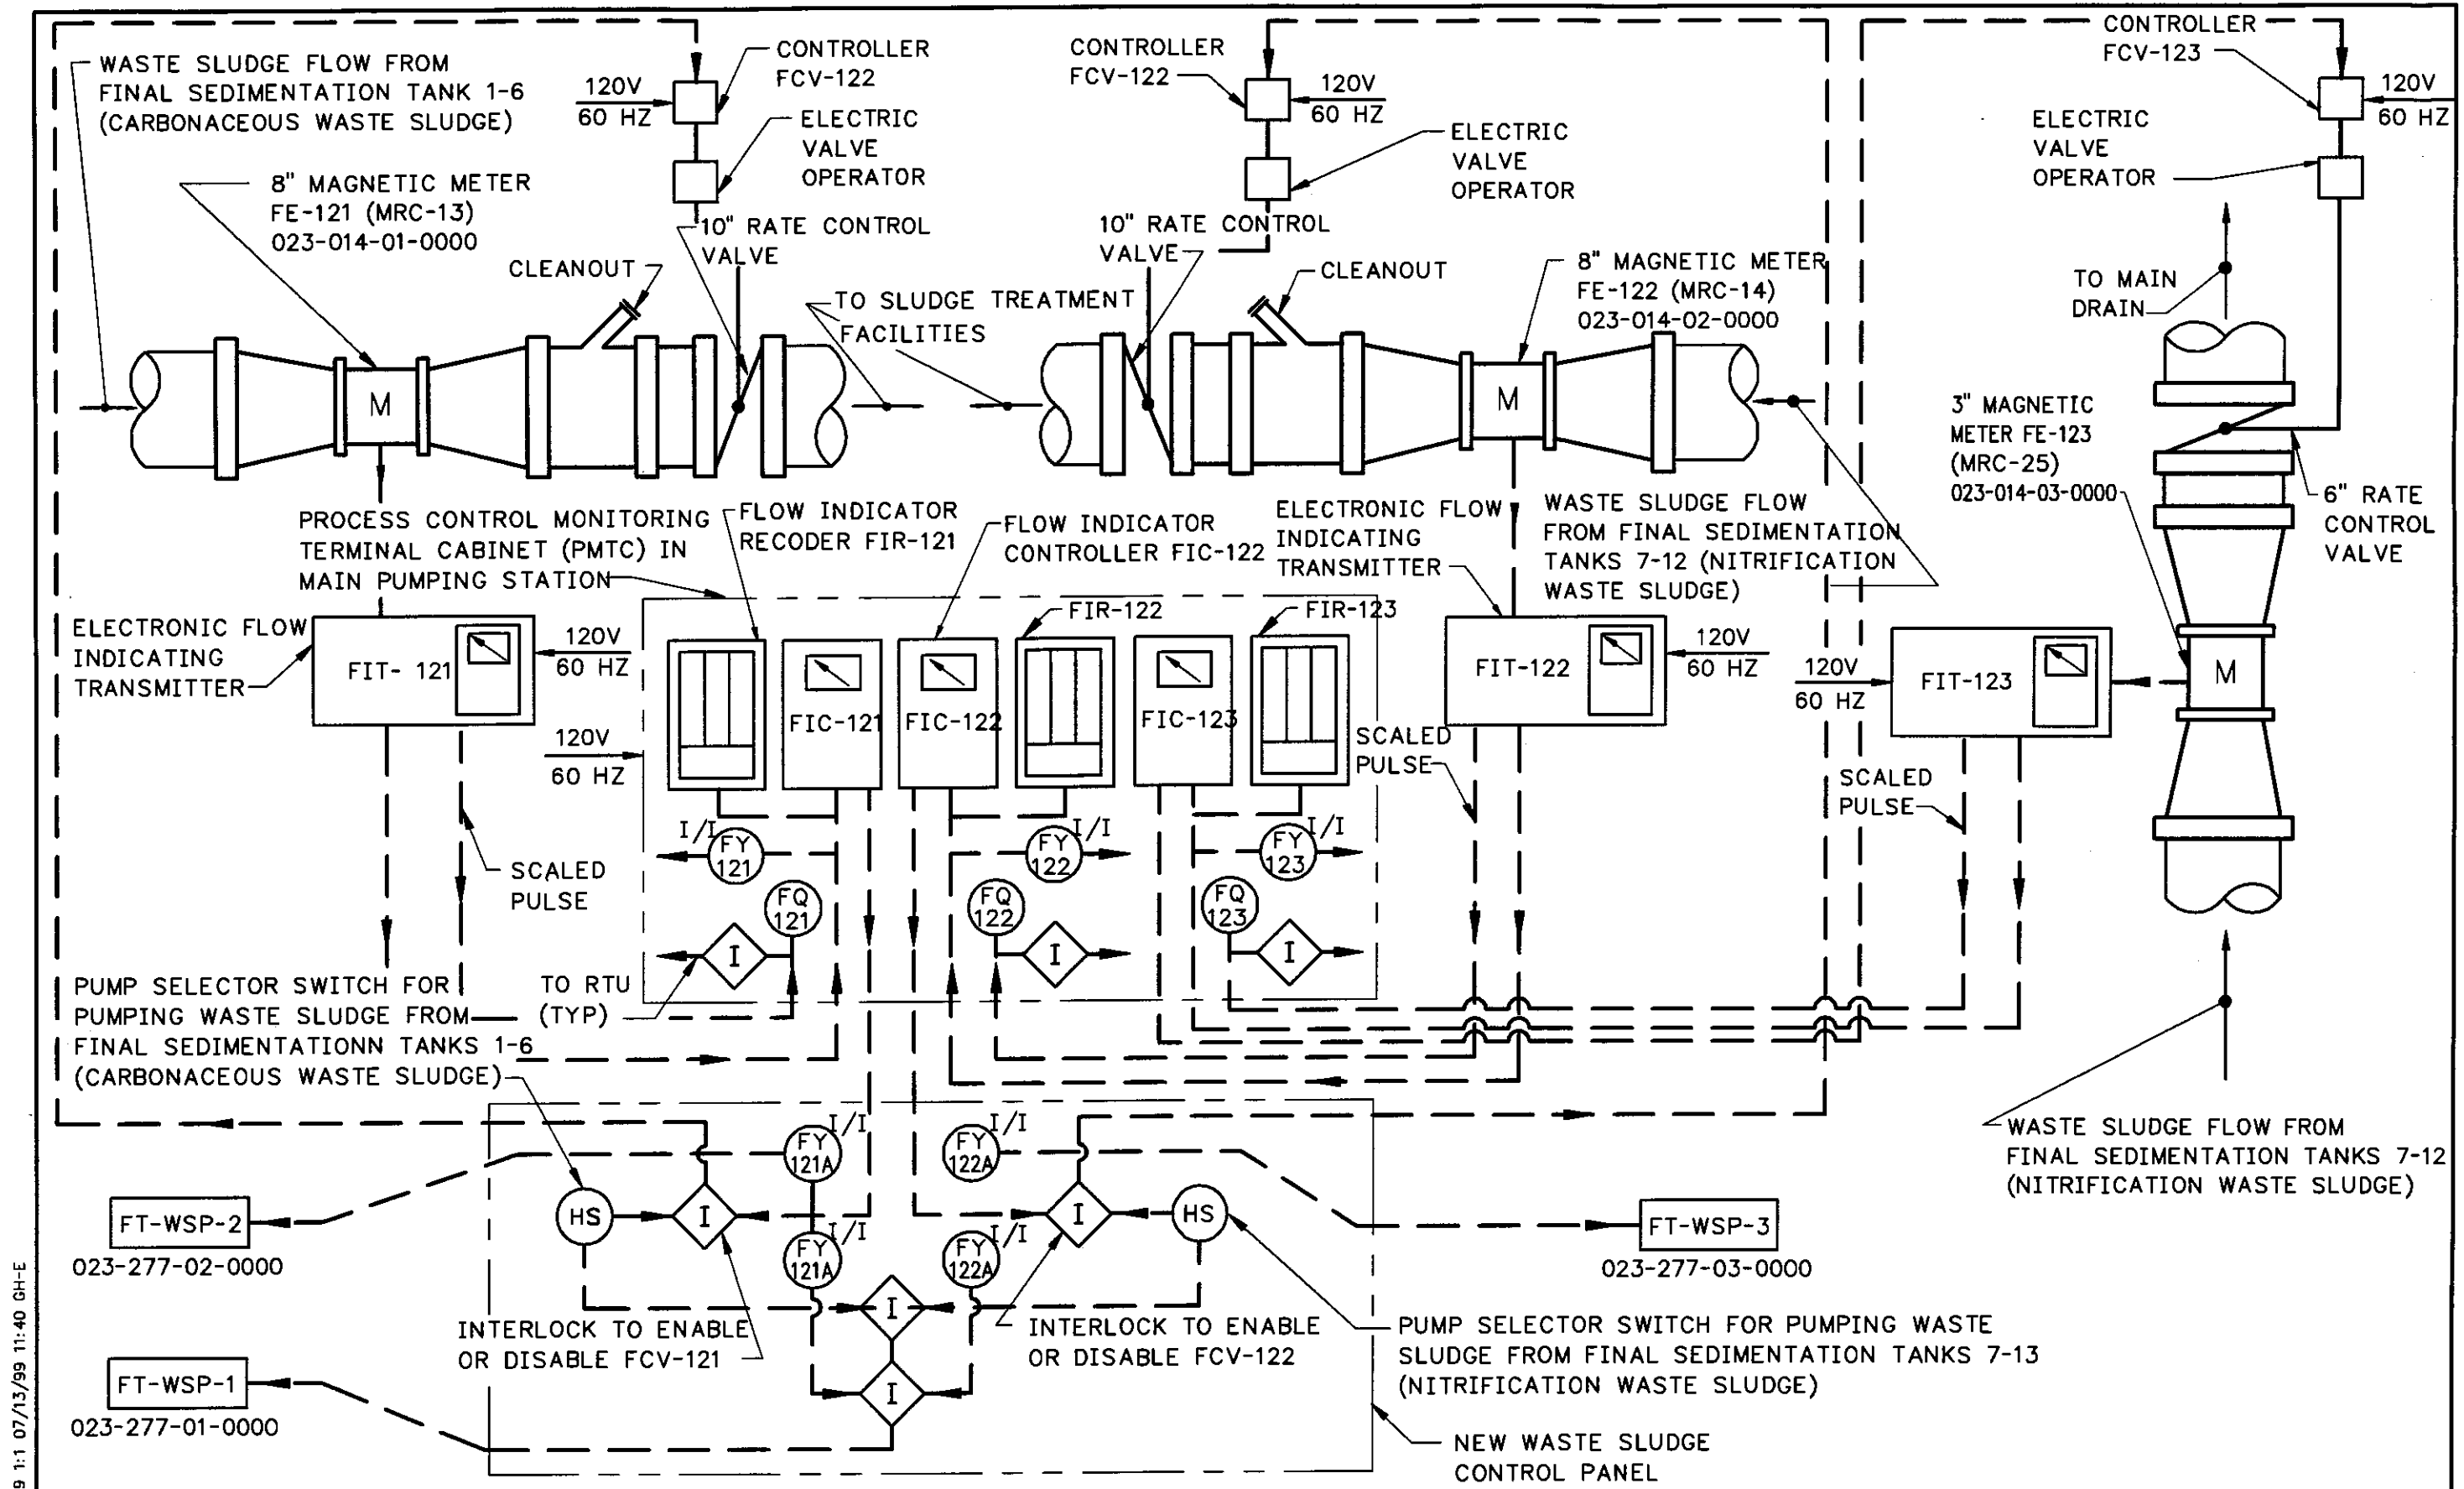 WASTE SLUDGE FLOW FROM
FINAL SEDIMENTATION TANK 1-6
(CARBONACEOUS WASTE SLUDGE)
8" MAGNETIC METER
FE-121 (MRC-13)
023-014-01-0000
CLEANOUT
120V
60 HZ
CONTROLLER
FCV-122
ELECTRIC
VALVE
OPERATOR
10" RATE CONTROL
VALVE
TO SLUDGE TREATMENT
FACILITIES
CONTROLLER
FCV-122
120V
60 HZ
ELECTRIC
VALVE
OPERATOR
10" RATE CONTROL
VALVE
CLEANOUT
8" MAGNETIC METER
FE-122 (MRC-14)
023-014-02-0000
CONTROLLER
FCV-123
120V
60 HZ
ELECTRIC
VALVE
OPERATOR
TO MAIN
DRAIN
3" MAGNETIC
METER FE-123
(MRC-25)
023-014-03-0000
6" RATE
CONTROL
VALVE
M
M
M
PROCESS CONTROL MONITORING
TERMINAL CABINET (PMTC) IN
MAIN PUMPING STATION
FLOW INDICATOR
RECODER FIR-121
FLOW INDICATOR
CONTROLLER FIC-122
ELECTRONIC FLOW
INDICATING
TRANSMITTER
WASTE SLUDGE FLOW
FROM FINAL SEDIMENTATION
TANKS 7-12 (NITRIFICATION
WASTE SLUDGE)
ELECTRONIC FLOW
INDICATING
TRANSMITTER
FIT- 121
120V
60 HZ
120V
60 HZ
FIR-122
FIR-123
FIC-121
FIC-122
FIC-123
FIT-122
120V
60 HZ
120V
60 HZ
FIT-123
SCALED
PULSE
SCALED
PULSE
SCALED
PULSE
I/I
FY
121
FY
122
I/I
FY
123
I/I
FQ
121
FQ
122
FQ
123
I
I
I
TO RTU
(TYP)
PUMP SELECTOR SWITCH FOR
PUMPING WASTE SLUDGE FROM
FINAL SEDIMENTATIONN TANKS 1-6
(CARBONACEOUS WASTE SLUDGE)
WASTE SLUDGE FLOW FROM
FINAL SEDIMENTATION TANKS 7-12
(NITRIFICATION WASTE SLUDGE)
FY
121A
I/I
FY
122A
I/I
HS
I
I
HS
FY
121A
I/I
FY
122A
I/I
I
I
FT-WSP-2
023-277-02-0000
FT-WSP-1
023-277-01-0000
FT-WSP-3
023-277-03-0000
INTERLOCK TO ENABLE
OR DISABLE FCV-121
INTERLOCK TO ENABLE
OR DISABLE FCV-122
PUMP SELECTOR SWITCH FOR PUMPING WASTE
SLUDGE FROM FINAL SEDIMENTATION TANKS 7-13
(NITRIFICATION WASTE SLUDGE)
NEW WASTE SLUDGE
CONTROL PANEL
9 1:1 07/13/99 11:40 GH-E